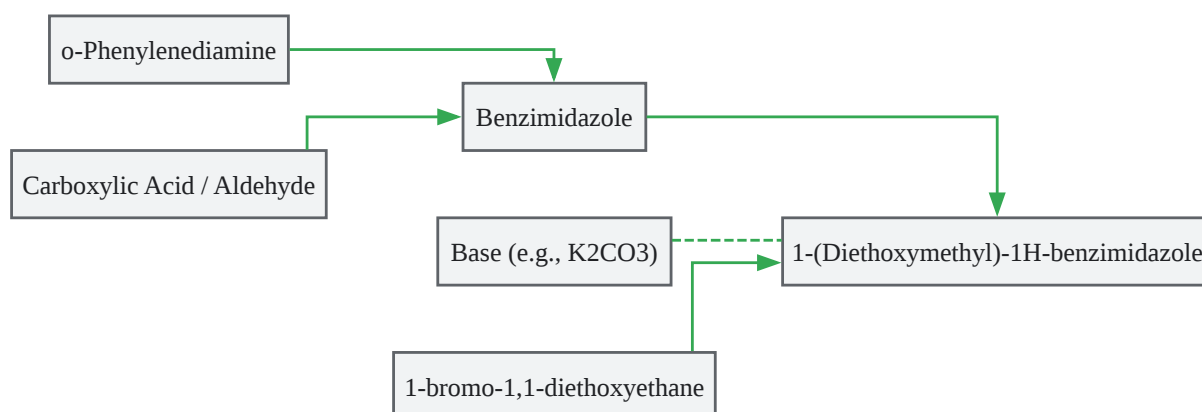 o-Phenylenediamine
Benzimidazole
Carboxylic Acid / Aldehyde
Base (e.g., K2CO3)
1-(Diethoxymethyl)-1H-benzimidazole
1-bromo-1,1-diethoxyethane